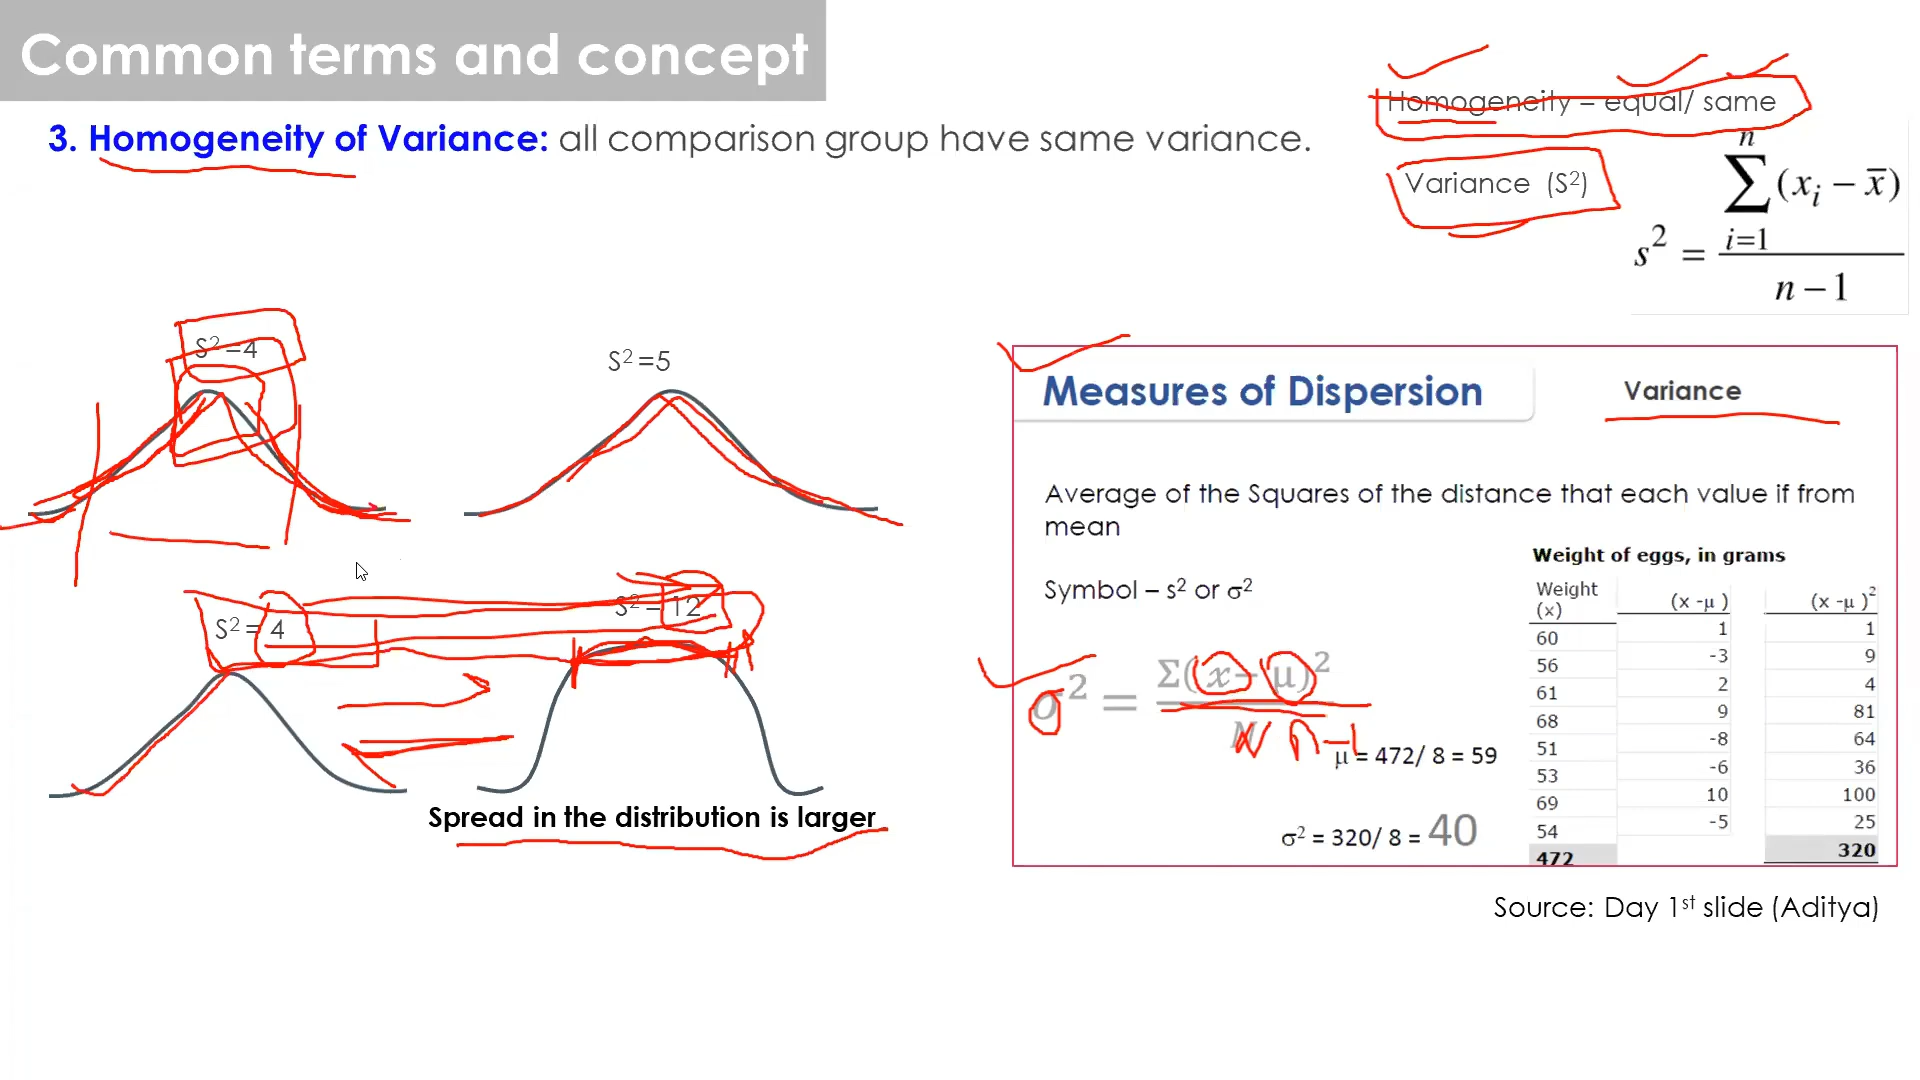 Common terms and concept
3. Homogeneity of Variance: all comparison group have same variance.
Homogeneity – equal/ same
Variance (S²)
n
s² = ∑ (xᵢ − x̅)
i=1
n − 1
S² =4
S² =5
S² = 4
S² = 12
Spread in the distribution is larger
Measures of Dispersion
Variance
Average of the Squares of the distance that each value if from
mean
Symbol – s² or σ²
σ² = Σ(x− μ)²
N
N n-1
μ = 472/ 8 = 59
σ² = 320/ 8 = 40
Weight of eggs, in grams
Weight (x) (x -μ ) (x -μ )²
60 1 1
56 -3 9
61 2 4
68 9 81
51 -8 64
53 -6 36
69 10 100
54 -5 25
472 320
Source: Day 1st slide (Aditya)